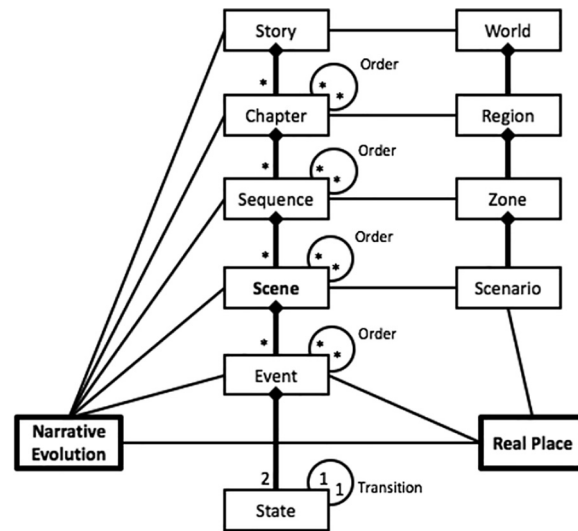 Story
World
*
Order
* *
Chapter
Region
*
Order
* *
Sequence
Zone
*
Order
* *
Scene
Scenario
*
Order
* *
Event
Narrative
Evolution
Real Place
2
1
1
Transition
State